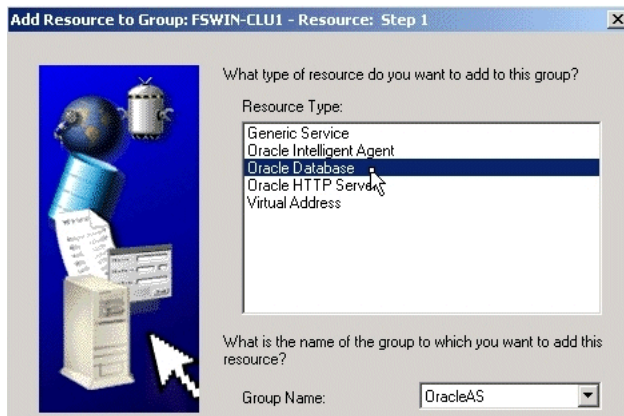 Add Resource to Group: FSWIN-CLU1 - Resource: Step 1
What type of resource do you want to add to this group?
Resource Type:
Generic Service
Oracle Intelligent Agent
Oracle Database
Oracle HTTP Server
Virtual Address
What is the name of the group to which you want to add this
resource?
Group Name:
OracleAS